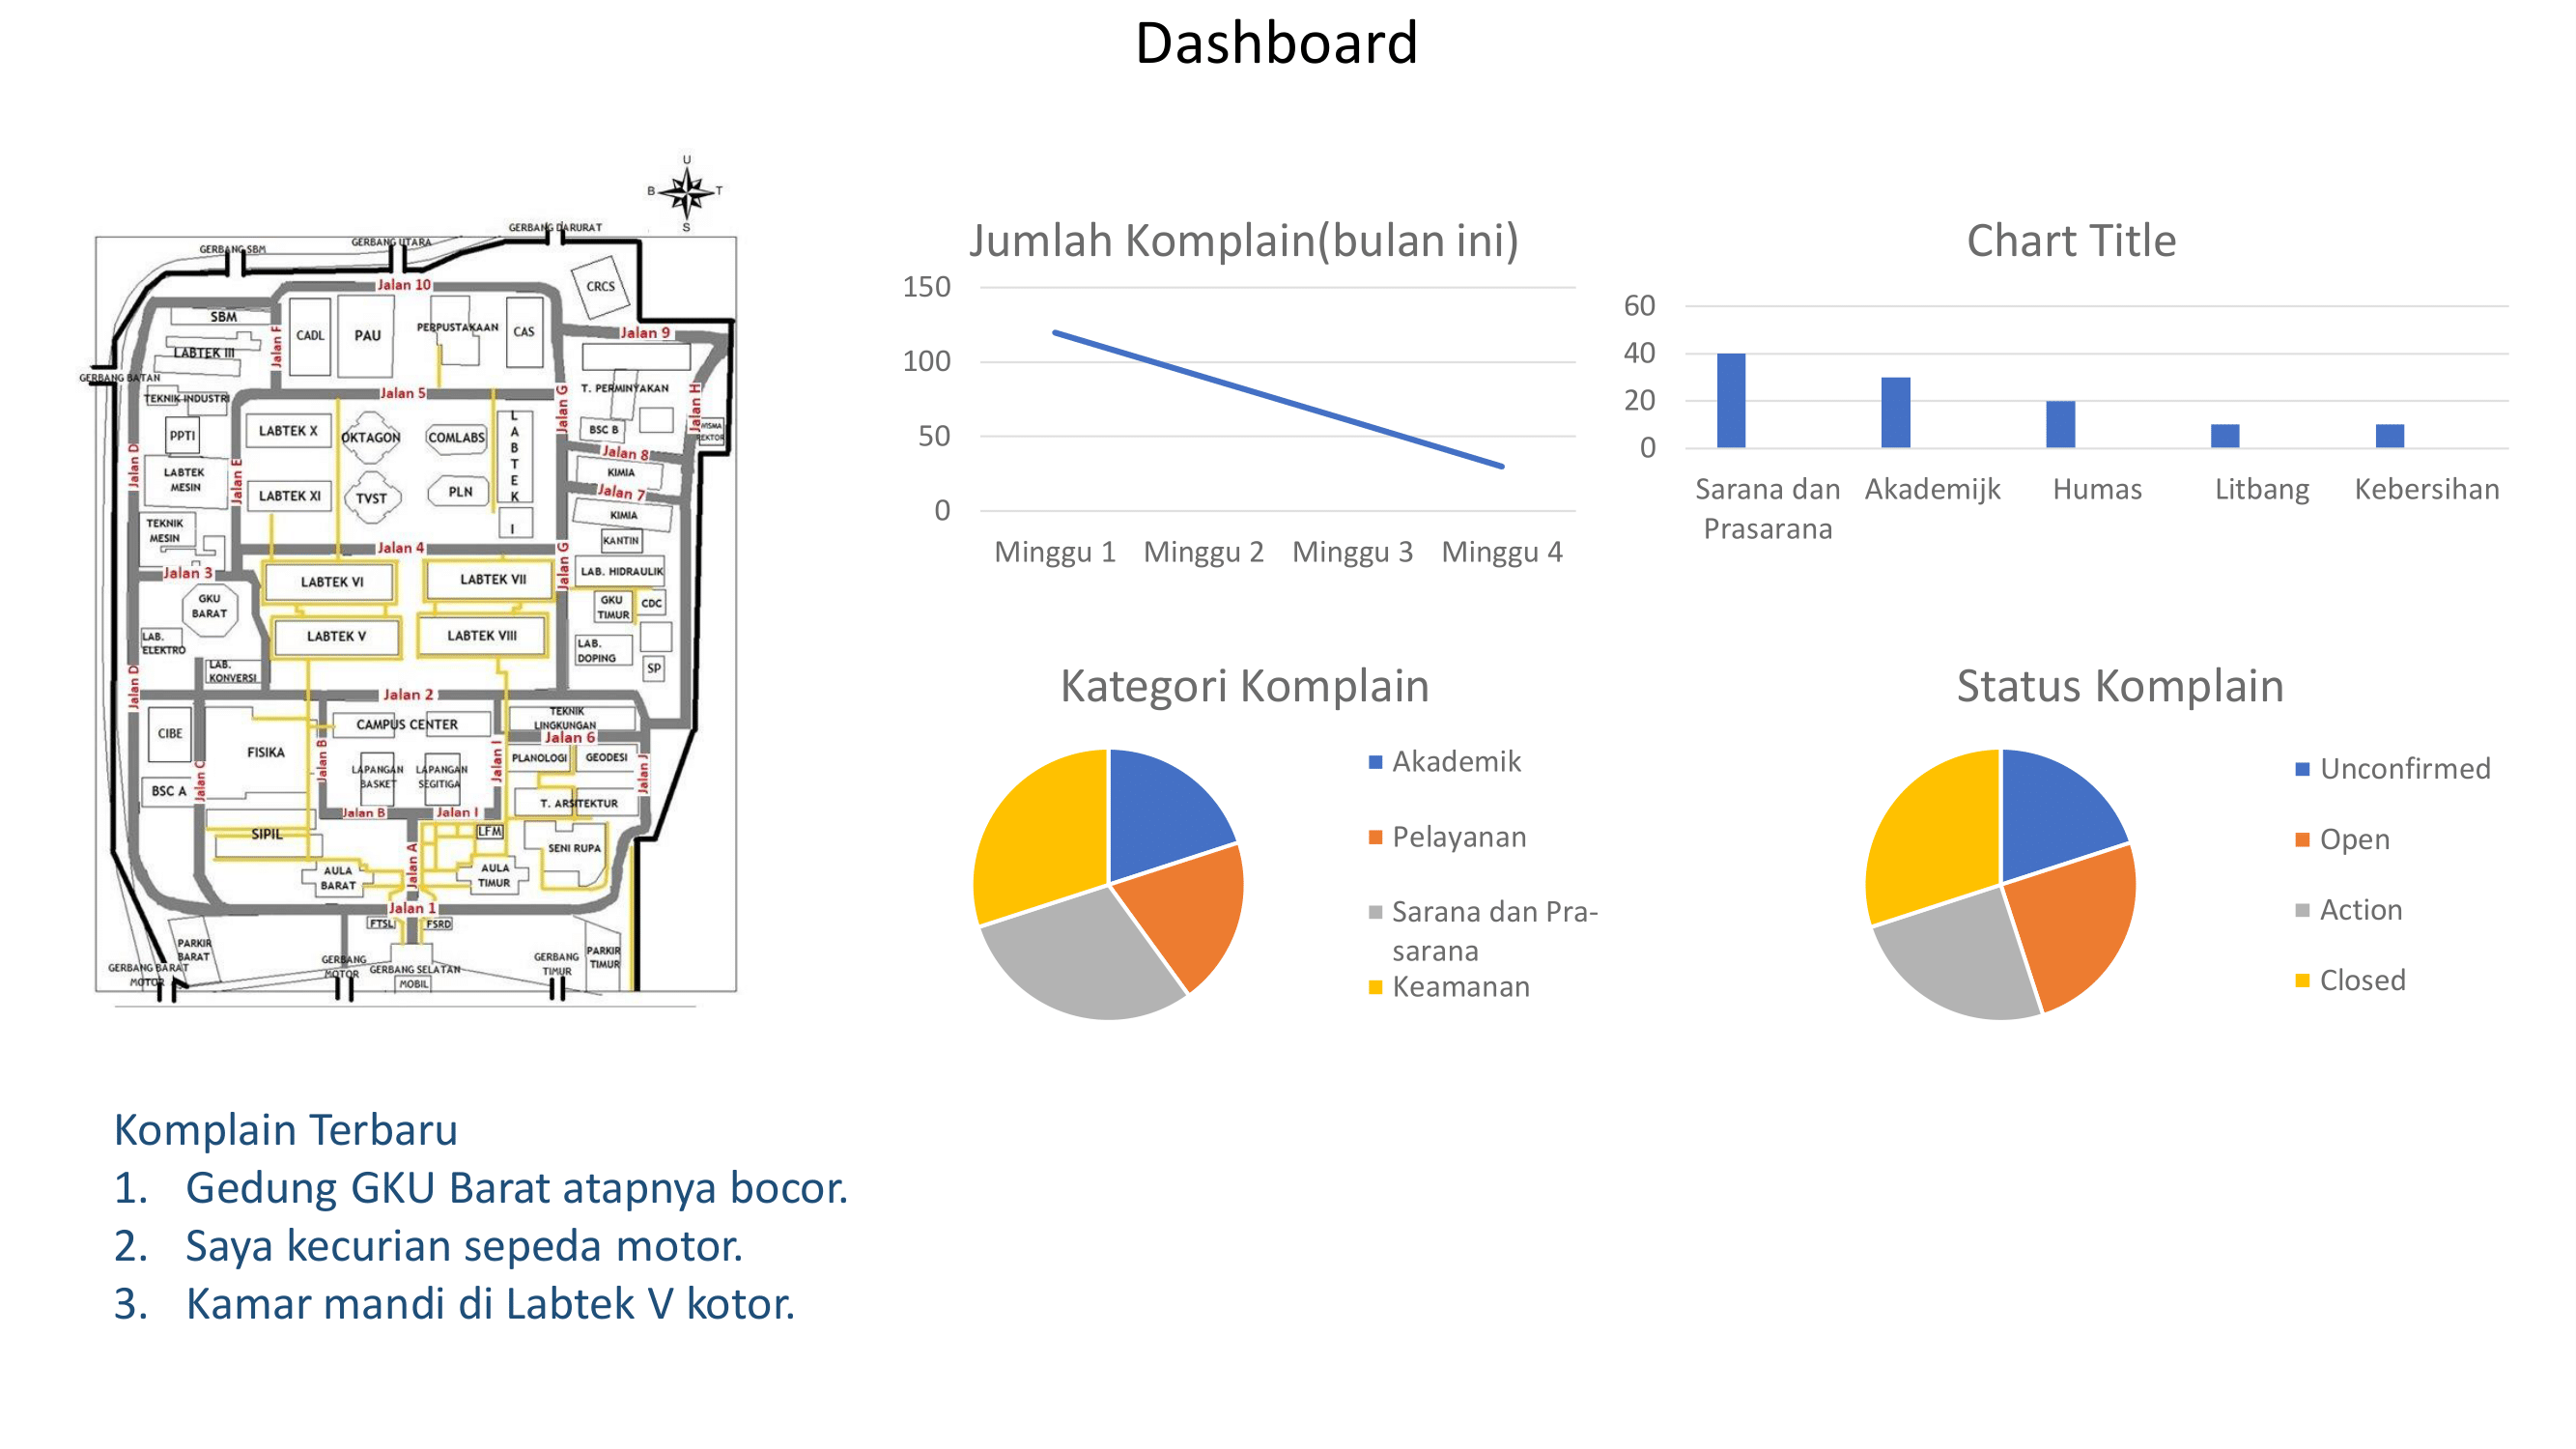 Dashboard
U
B
T
S
GERBANG DARURAT
GERBANG UTARA
GERBANG SBM
CRCS
Jalan 10
SBM
CADL
PAU
PERPUSTAKAAN
CAS
Jalan 9
Jalan F
LABTEK III
GERBANG BATAN
T. PERMINYAKAN
Jalan 5
Jalan G
Jalan H
TEKNIK INDUSTRI
PPTI
LABTEK X
OKTAGON
COMLABS
LABTEK I
BSC B
WISMA
REKTOR
Jalan D
Jalan 8
LABTEK
MESIN
Jalan E
KIMIA
LABTEK XI
TVST
PLN
Jalan 7
KIMIA
TEKNIK
MESIN
KANTIN
Jalan 4
Jalan G
Jalan 3
LABTEK VI
LABTEK VII
LAB. HIDRAULIK
GKU
BARAT
GKU
TIMUR
CDC
LAB.
ELEKTRO
LABTEK V
LABTEK VIII
LAB.
DOPING
SP
LAB.
KONVERSI
Jalan D
Jalan 2
CIBE
FISIKA
CAMPUS CENTER
TEKNIK
LINGKUNGAN
Jalan 6
Jalan B
Jalan I
PLANOLOGI
GEODESI
LAPANGAN
BASKET
LAPANGAN
SEGITIGA
Jalan J
BSC A
Jalan C
Jalan B
Jalan I
T. ARSITEKTUR
SIPIL
LFM
SENI RUPA
Jalan A
AULA
BARAT
AULA
TIMUR
Jalan 1
FTSL
FSRD
PARKIR
BARAT
GERBANG BARAT
MOTOR
GERBANG
MOTOR
GERBANG SELATAN
MOBIL
GERBANG
TIMUR
PARKIR
TIMUR
Jumlah Komplain(bulan ini)
150
100
50
0
Minggu 1 Minggu 2 Minggu 3 Minggu 4
Chart Title
60
40
20
0
Sarana dan
Prasarana
Akademijk
Humas
Litbang
Kebersihan
Kategori Komplain
Akademik
Pelayanan
Sarana dan Pra-
sarana
Keamanan
Status Komplain
Unconfirmed
Open
Action
Closed
Komplain Terbaru
1. Gedung GKU Barat atapnya bocor.
2. Saya kecurian sepeda motor.
3. Kamar mandi di Labtek V kotor.